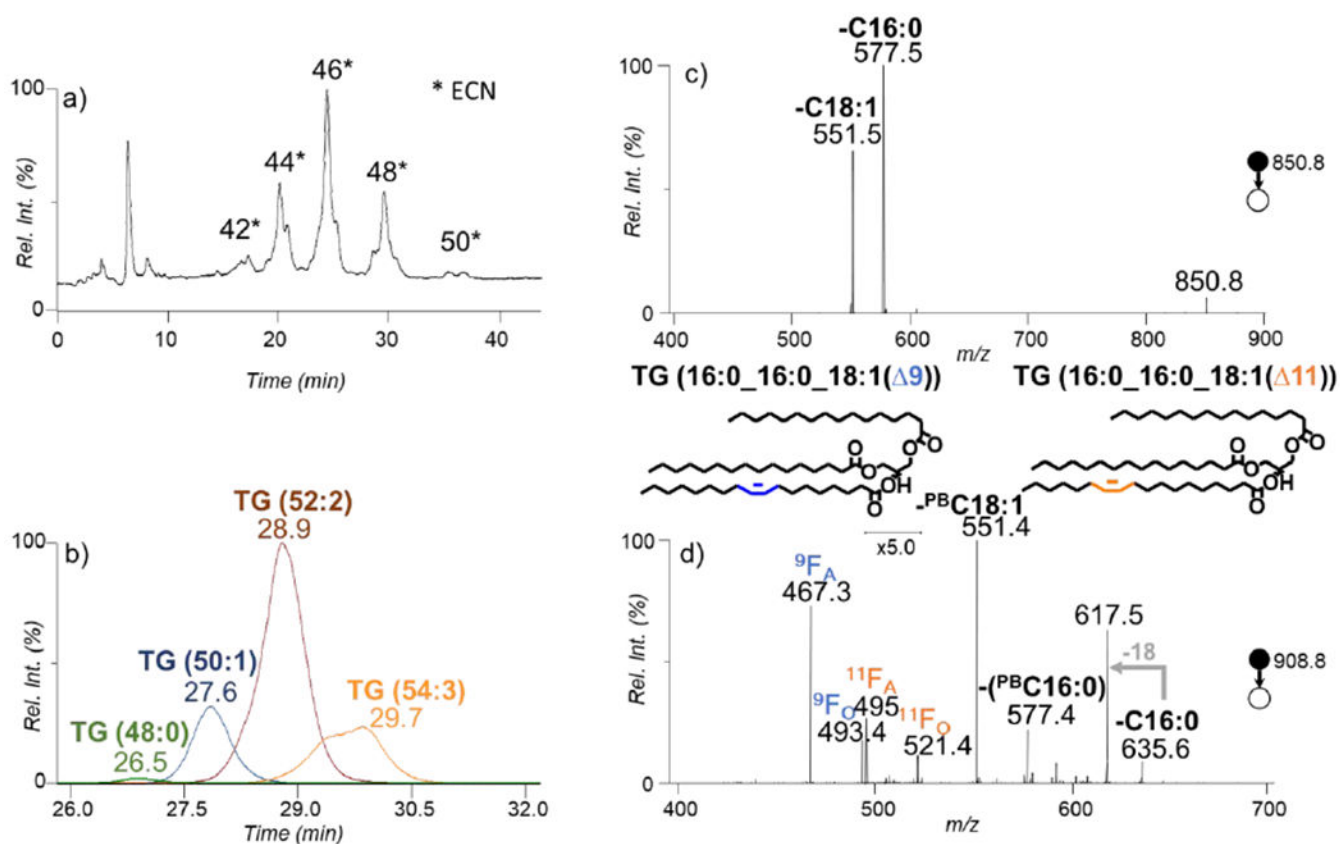 a)
* ECN
Rel. Int. (%)
100
0
42*
44*
46*
48*
50*
0 10 20 30 40
Time (min)
b)
Rel. Int. (%)
100
0
TG (48:0)
26.5
TG (50:1)
27.6
TG (52:2)
28.9
TG (54:3)
29.7
26.0 27.5 29.0 30.5 32.0
Time (min)
c)
Rel. Int. (%)
100
0
-C16:0
577.5
-C18:1
551.5
850.8
850.8
400 500 600 700 800 900
m/z
TG (16:0_16:0_18:1(Δ9))
TG (16:0_16:0_18:1(Δ11))
O
O
O
O
OH
O
O
O
O
O
OH
O
d)
Rel. Int. (%)
100
0
x5.0
⁹F_A
467.3
⁹F_O
493.4
¹¹F_A
495
¹¹F_O
521.4
-ᴾᴮC18:1
551.4
-(ᴾᴮC16:0)
577.4
617.5
-18
-C16:0
635.6
908.8
400 500 600 700
m/z